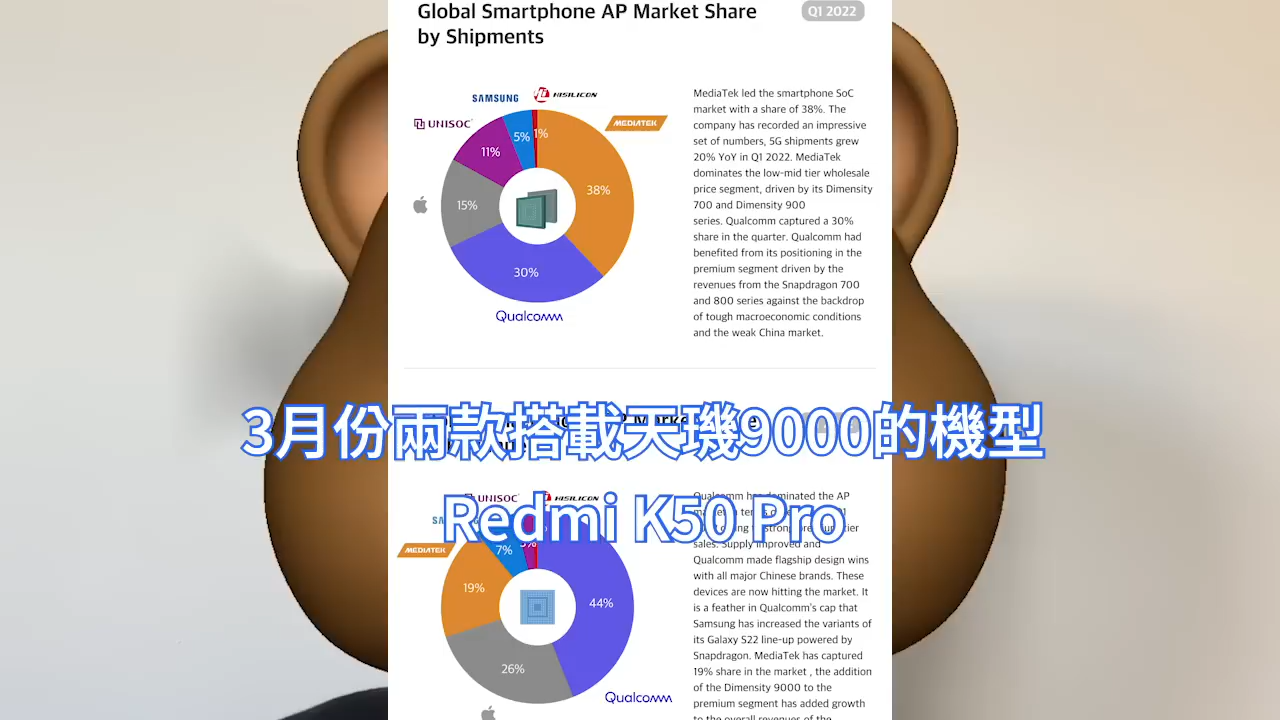 Global Smartphone AP Market Share
by Shipments
Q1 2022
SAMSUNG
HISILICON
UNISOC
MEDIATEK
5%
1%
11%
38%
15%
30%
Qualcomm
MediaTek led the smartphone SoC
market with a share of 38%. The
company has recorded an impressive
set of numbers, 5G shipments grew
20% YoY in Q1 2022. MediaTek
dominates the low-mid tier wholesale
price segment, driven by its Dimensity
700 and Dimensity 900
series. Qualcomm captured a 30%
share in the quarter. Qualcomm had
benefited from its positioning in the
premium segment driven by the
revenues from the Snapdragon 700
and 800 series against the backdrop
of tough macroeconomic conditions
and the weak China market.
3月份兩款搭載天璣9000的機型
Redmi K50 Pro
UNISOC
HISILICON
MEDIATEK
7%
19%
44%
26%
Qualcomm
Qualcomm has dominated the AP
sales. Supply improved and
Qualcomm made flagship design wins
with all major Chinese brands. These
devices are now hitting the market. It
is a feather in Qualcomm's cap that
Samsung has increased the variants of
its Galaxy S22 line-up powered by
Snapdragon. MediaTek has captured
19% share in the market , the addition
of the Dimensity 9000 to the
premium segment has added growth
to the overall revenues of the